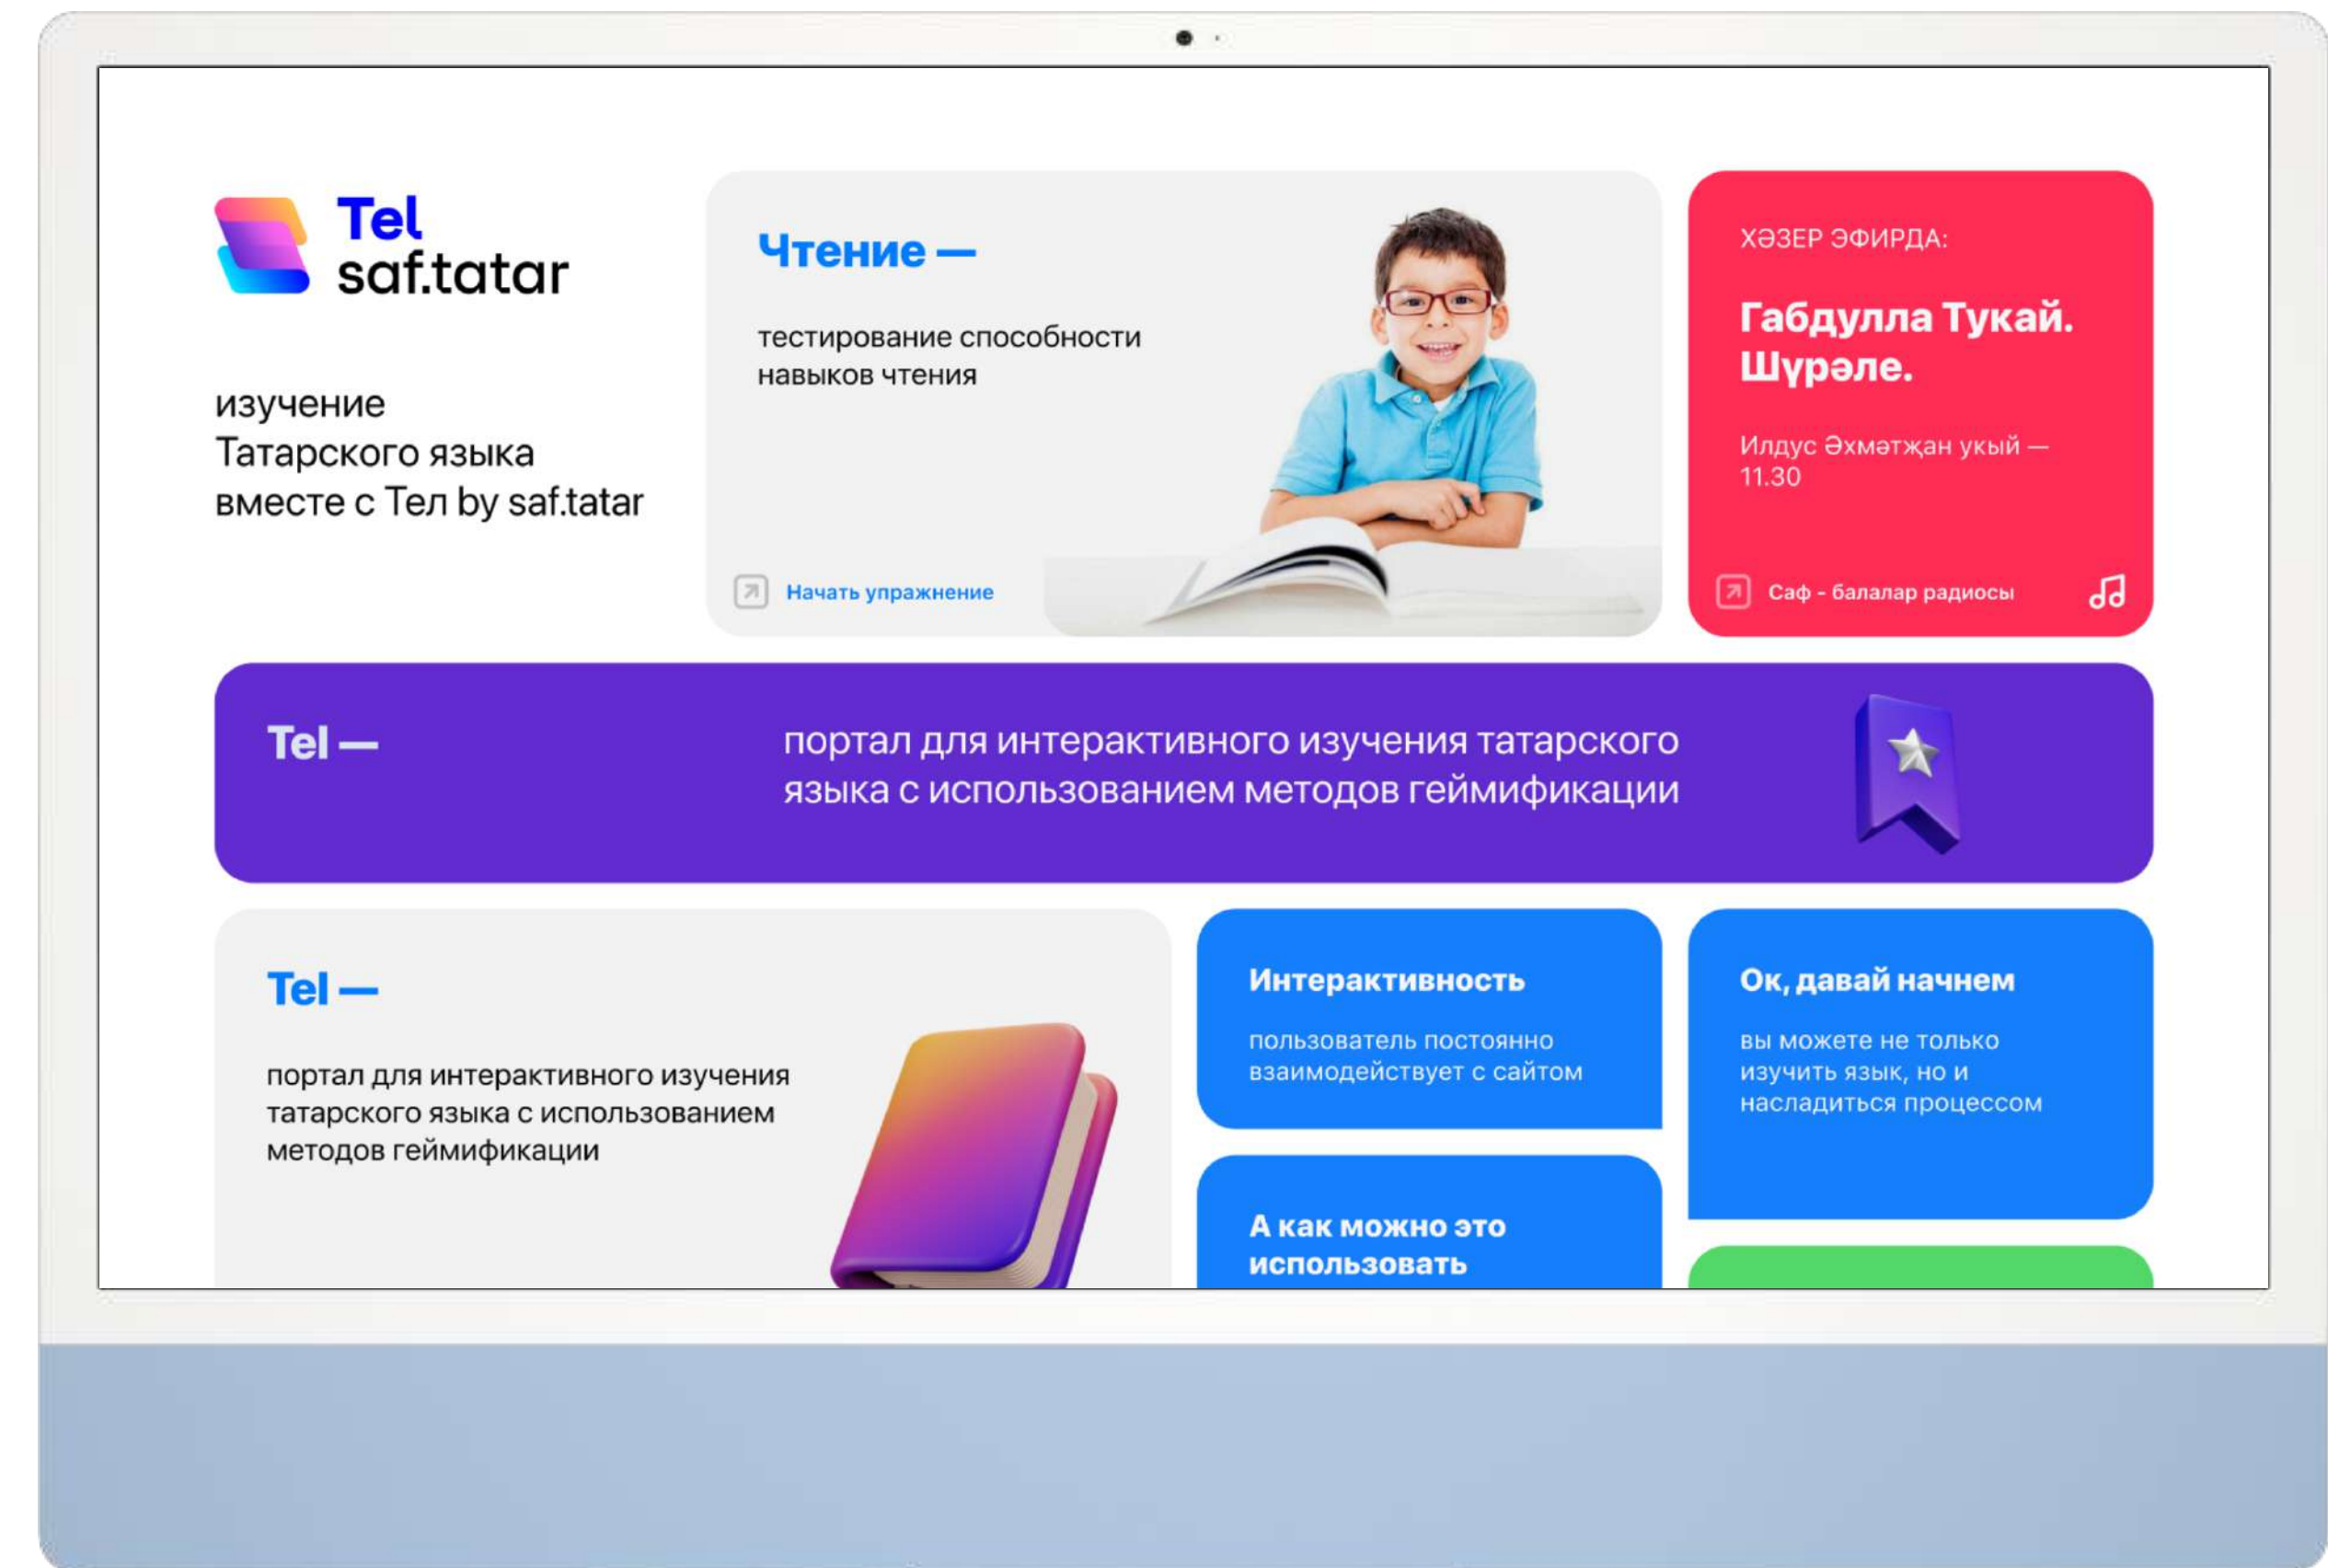 Tel
saf.tatar
изучение
Татарского языка
вместе с Тел by saf.tatar
Чтение —
тестирование способности
навыков чтения
Начать упражнение
ХӘЗЕР ЭФИРДА:
Габдулла Тукай.
Шүрәле.
Илдус Әхмәтҗан укый —
11.30
Саф - балалар радиосы
Tel —
портал для интерактивного изучения татарского
языка с использованием методов геймификации
Tel —
портал для интерактивного изучения
татарского языка с использованием
методов геймификации
Интерактивность
пользователь постоянно
взаимодействует с сайтом
А как можно это
использовать
Ок, давай начнем
вы можете не только
изучить язык, но и
насладиться процессом